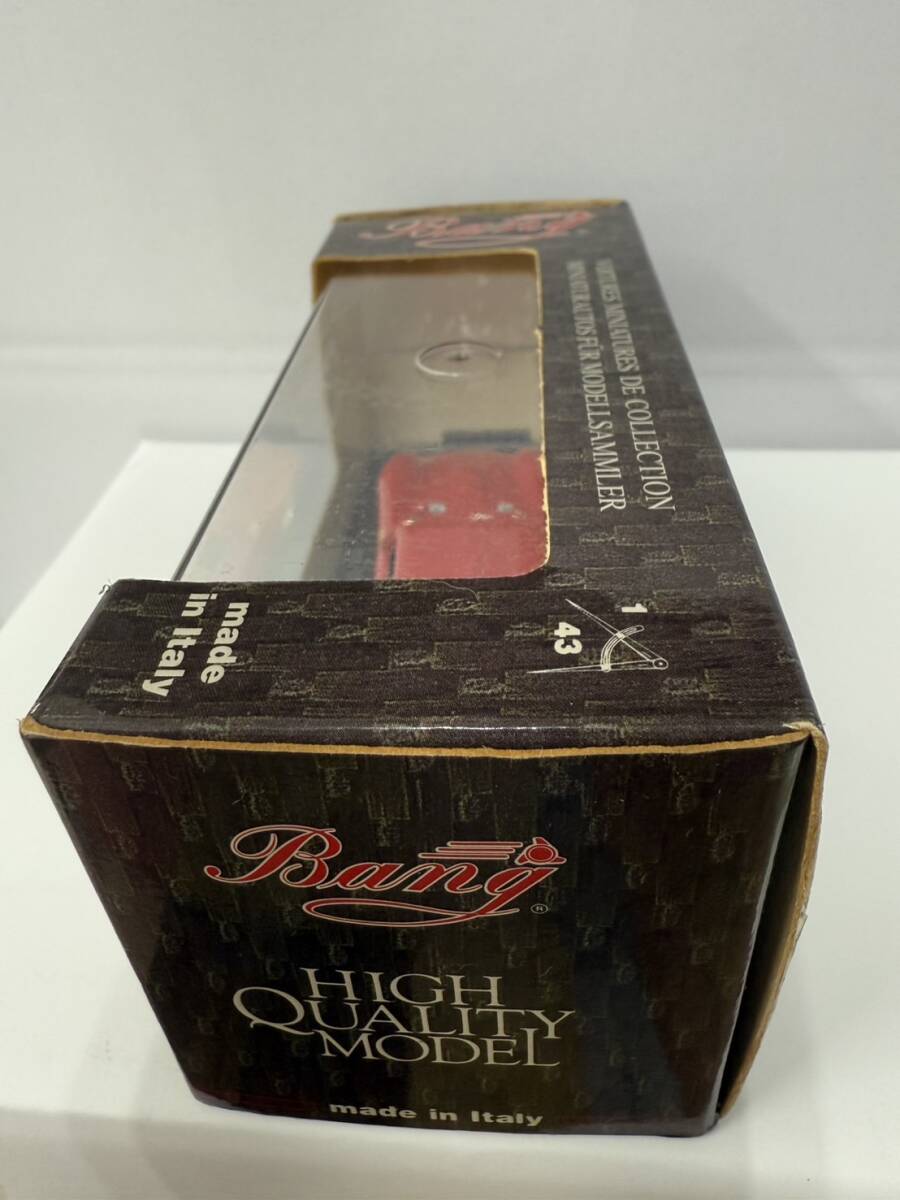 Bang®
VOITURES MINIATURES DE COLLECTION
MINIATURAUTOS FÜR MODELLSAMMLER
1
43
made
in Italy
Bang®
HIGH
QUALITY
MODEL
made in Italy